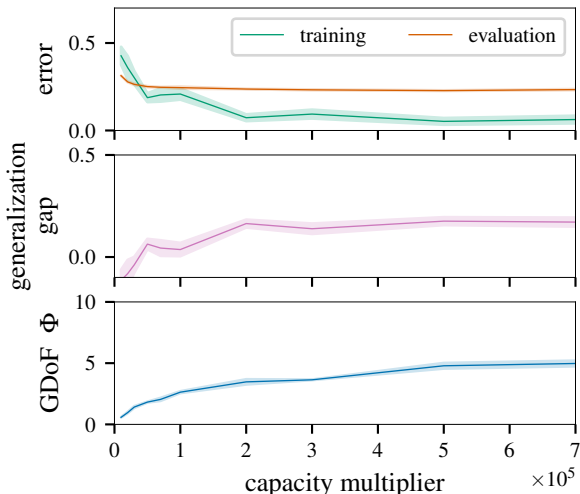 training evaluation
error
0.5
0.0
generalization
gap
0.5
0.0
GDoF Φ
10
5
0
0 1 2 3 4 5 6 7
capacity multiplier
×10⁵